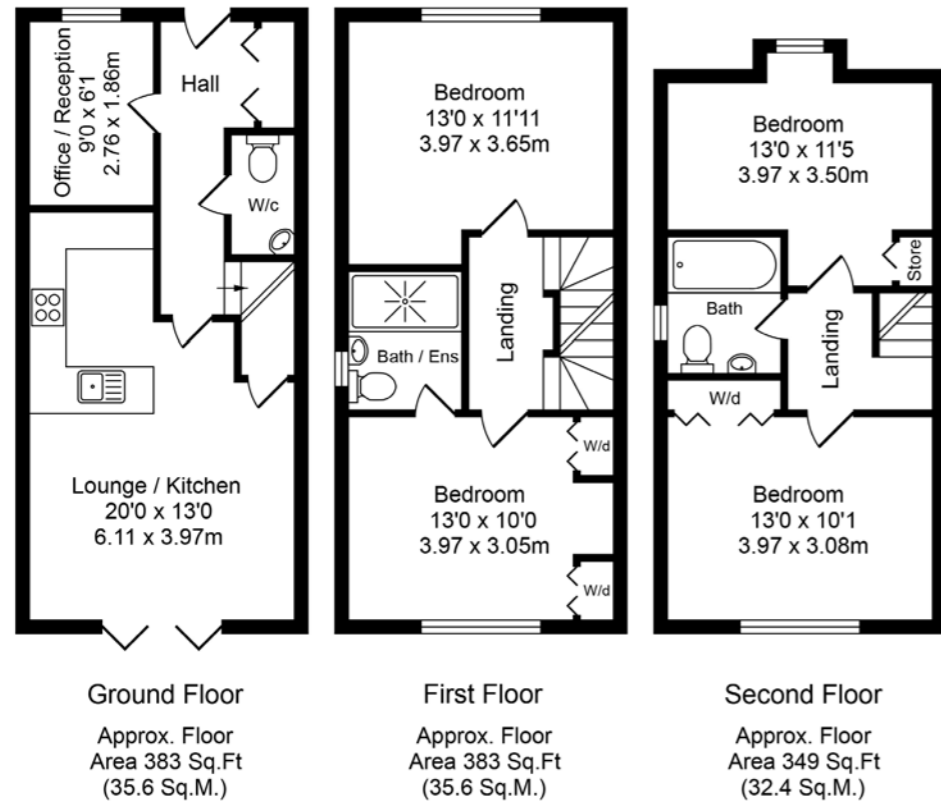 Office / Reception
9'0 x 6'1
2.76 x 1.86m
Hall
W/c
Lounge / Kitchen
20'0 x 13'0
6.11 x 3.97m
Ground Floor
Approx. Floor
Area 383 Sq.Ft
(35.6 Sq.M.)
Bedroom
13'0 x 11'11
3.97 x 3.65m
Landing
Bath / Ens
W/d
Bedroom
13'0 x 10'0
3.97 x 3.05m
W/d
First Floor
Approx. Floor
Area 383 Sq.Ft
(35.6 Sq.M.)
Bedroom
13'0 x 11'5
3.97 x 3.50m
Store
Bath
Landing
W/d
Bedroom
13'0 x 10'1
3.97 x 3.08m
Second Floor
Approx. Floor
Area 349 Sq.Ft
(32.4 Sq.M.)